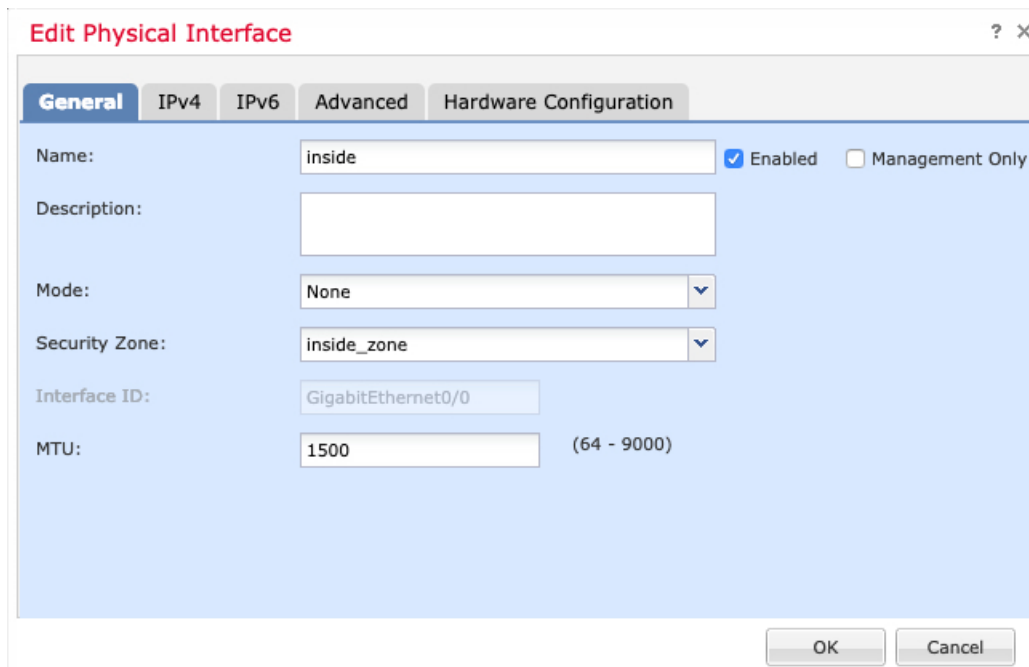 Edit Physical Interface ? ×
General IPv4 IPv6 Advanced Hardware Configuration
Name: inside Enabled Management Only
Description:
Mode: None
Security Zone: inside_zone
Interface ID: GigabitEthernet0/0
MTU: 1500 (64 - 9000)
OK Cancel